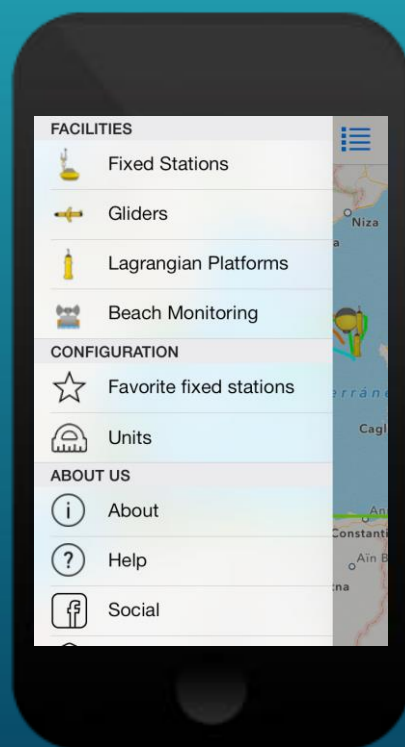 FACILITIES
Fixed Stations
Gliders
Lagrangian Platforms
Beach Monitoring
CONFIGURATION
Favorite fixed stations
Units
ABOUT US
About
Help
Social
Niza
a
Cagl
Constanti
na